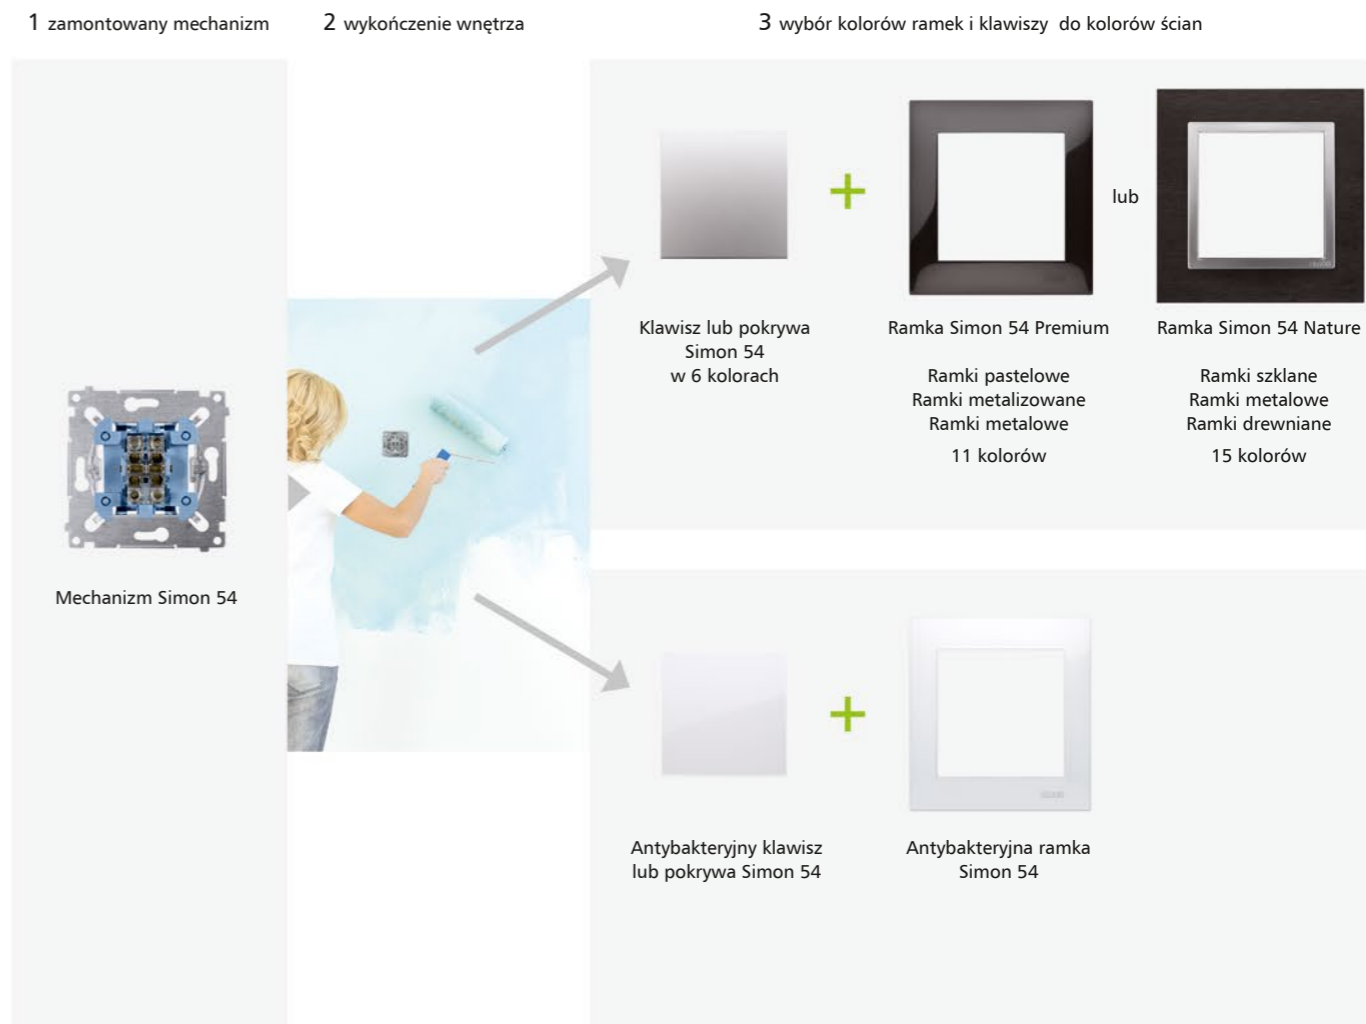 1 zamontowany mechanizm
2 wykończenie wnętrza
3 wybór kolorów ramek i klawiszy do kolorów ścian
lub
Klawisz lub pokrywa
Simon 54
w 6 kolorach
Ramka Simon 54 Premium
Ramki pastelowe
Ramki metalizowane
Ramki metalowe
11 kolorów
Ramka Simon 54 Nature
Ramki szklane
Ramki metalowe
Ramki drewniane
15 kolorów
Mechanizm Simon 54
Antybakteryjny klawisz
lub pokrywa Simon 54
Antybakteryjna ramka
Simon 54